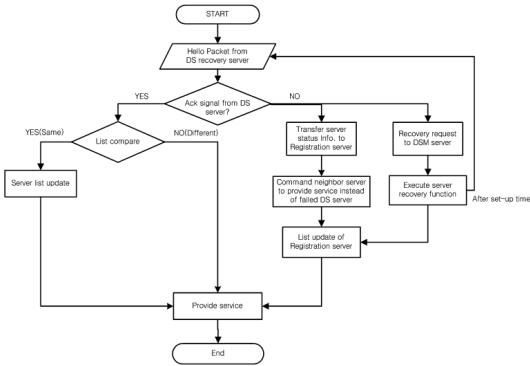 START
Hello Packet from
DS recovery server
YES
Ack signal from DS
server?
NO
YES(Same)
List compare
NO(Different)
Transfer server
status Info. to
Registration server
Recovery request
to DSM server
Server list update
Command neighbor server
to provide service instead
of failed DS server
Execute server
recovery function
After set-up time
List update of
Registration server
Provide service
End